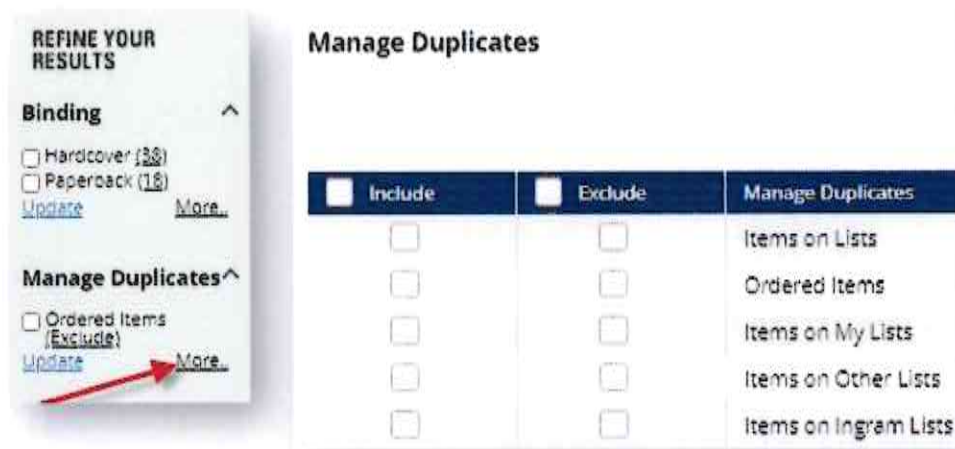 REFINE YOUR
RESULTS
Binding
Hardcover (38)
Paperback (18)
Update More..
Manage Duplicates
Ordered Items
(Exclude)
Update More..
Manage Duplicates
Include Exclude Manage Duplicates
Items on Lists
Ordered Items
Items on My Lists
Items on Other Lists
Items on Ingram Lists